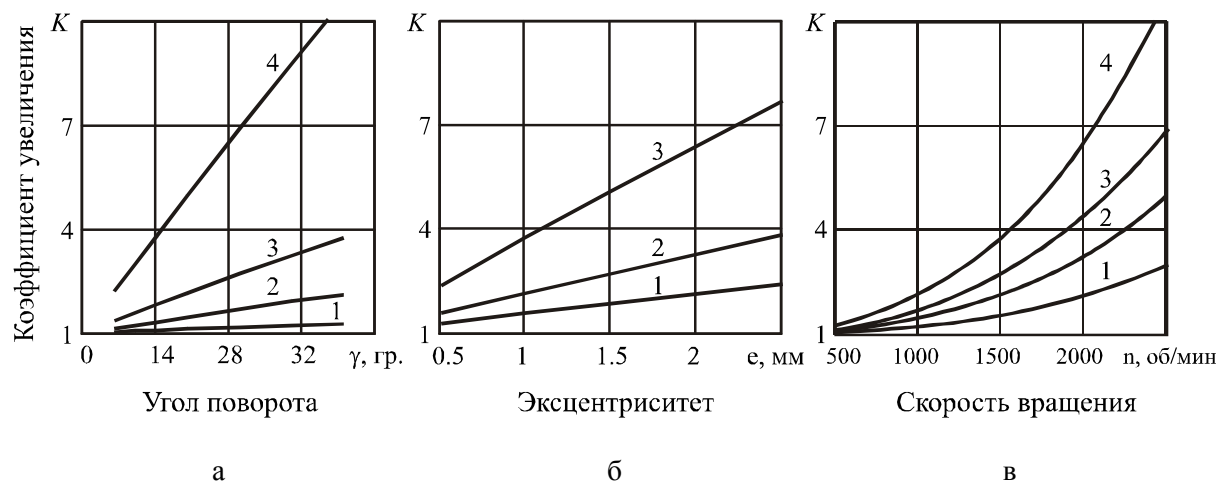 Коэффициент увеличения
K
7
4
1
4
3
2
1
0 14 28 32 γ, гр.
Угол поворота
а
K
7
4
1
3
2
1
0.5 1 1.5 2 e, мм
Эксцентриситет
б
K
7
4
1
4
3
2
1
500 1000 1500 2000 n, об/мин
Скорость вращения
в